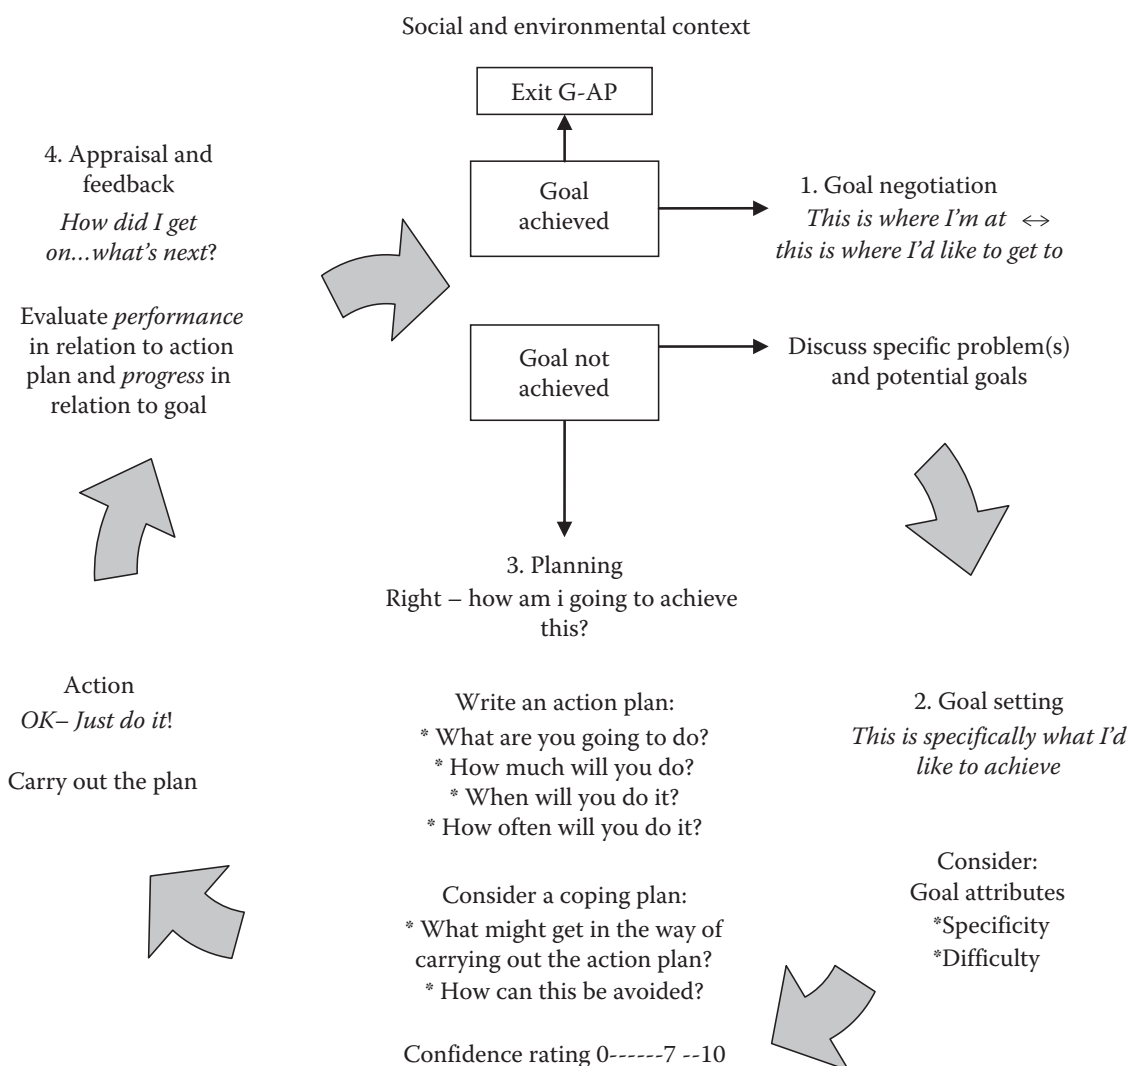 Social and environmental context
Exit G-AP
Goal
achieved
1. Goal negotiation
This is where I'm at ↔
this is where I'd like to get to
Goal not
achieved
Discuss specific problem(s)
and potential goals
2. Goal setting
This is specifically what I'd
like to achieve
Consider:
Goal attributes
*Specificity
*Difficulty
3. Planning
Right – how am i going to achieve
this?
Write an action plan:
* What are you going to do?
* How much will you do?
* When will you do it?
* How often will you do it?
Consider a coping plan:
* What might get in the way of
carrying out the action plan?
* How can this be avoided?
Confidence rating 0------7 --10
Action
OK– Just do it!
Carry out the plan
4. Appraisal and
feedback
How did I get
on...what's next?
Evaluate performance
in relation to action
plan and progress in
relation to goal